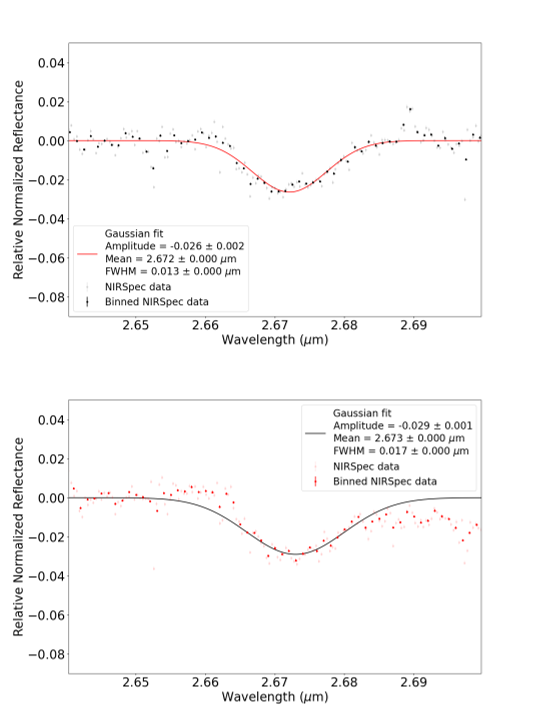 0.04
0.02
0.00
−0.02
−0.04
−0.06
−0.08
Relative Normalized Reflectance
Gaussian fit
Amplitude = -0.026 ± 0.002
Mean = 2.672 ± 0.000 μm
FWHM = 0.013 ± 0.000 μm
NIRSpec data
Binned NIRSpec data
2.65 2.66 2.67 2.68 2.69
Wavelength (μm)
0.04
0.02
0.00
−0.02
−0.04
−0.06
−0.08
Relative Normalized Reflectance
Gaussian fit
Amplitude = -0.029 ± 0.001
Mean = 2.673 ± 0.000 μm
FWHM = 0.017 ± 0.000 μm
NIRSpec data
Binned NIRSpec data
2.65 2.66 2.67 2.68 2.69
Wavelength (μm)